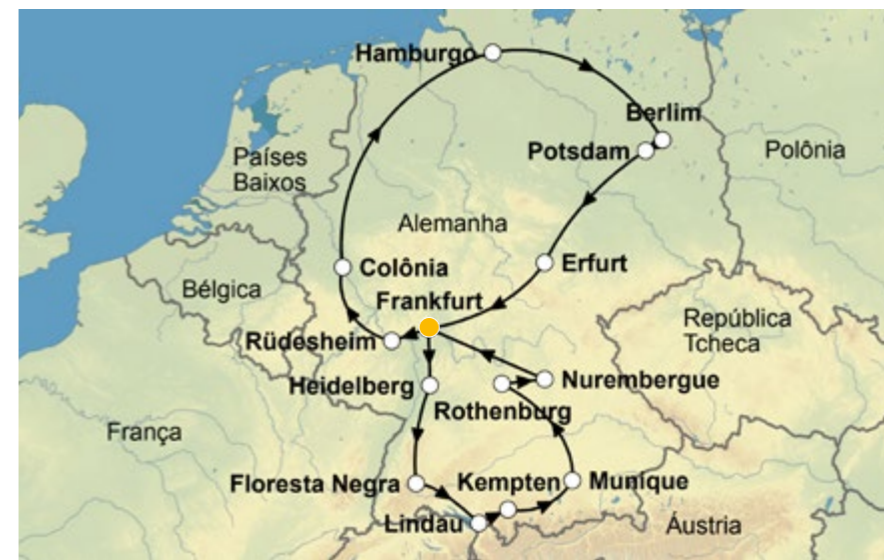 Hamburgo
Berlim
Países
Baixos
Potsdam
Polônia
Alemanha
Colônia
Erfurt
Bélgica
Frankfurt
República
Tcheca
Rüdesheim
Heidelberg
Nurembergue
Rothenburg
França
Floresta Negra
Kempten
Munique
Lindau
Áustria